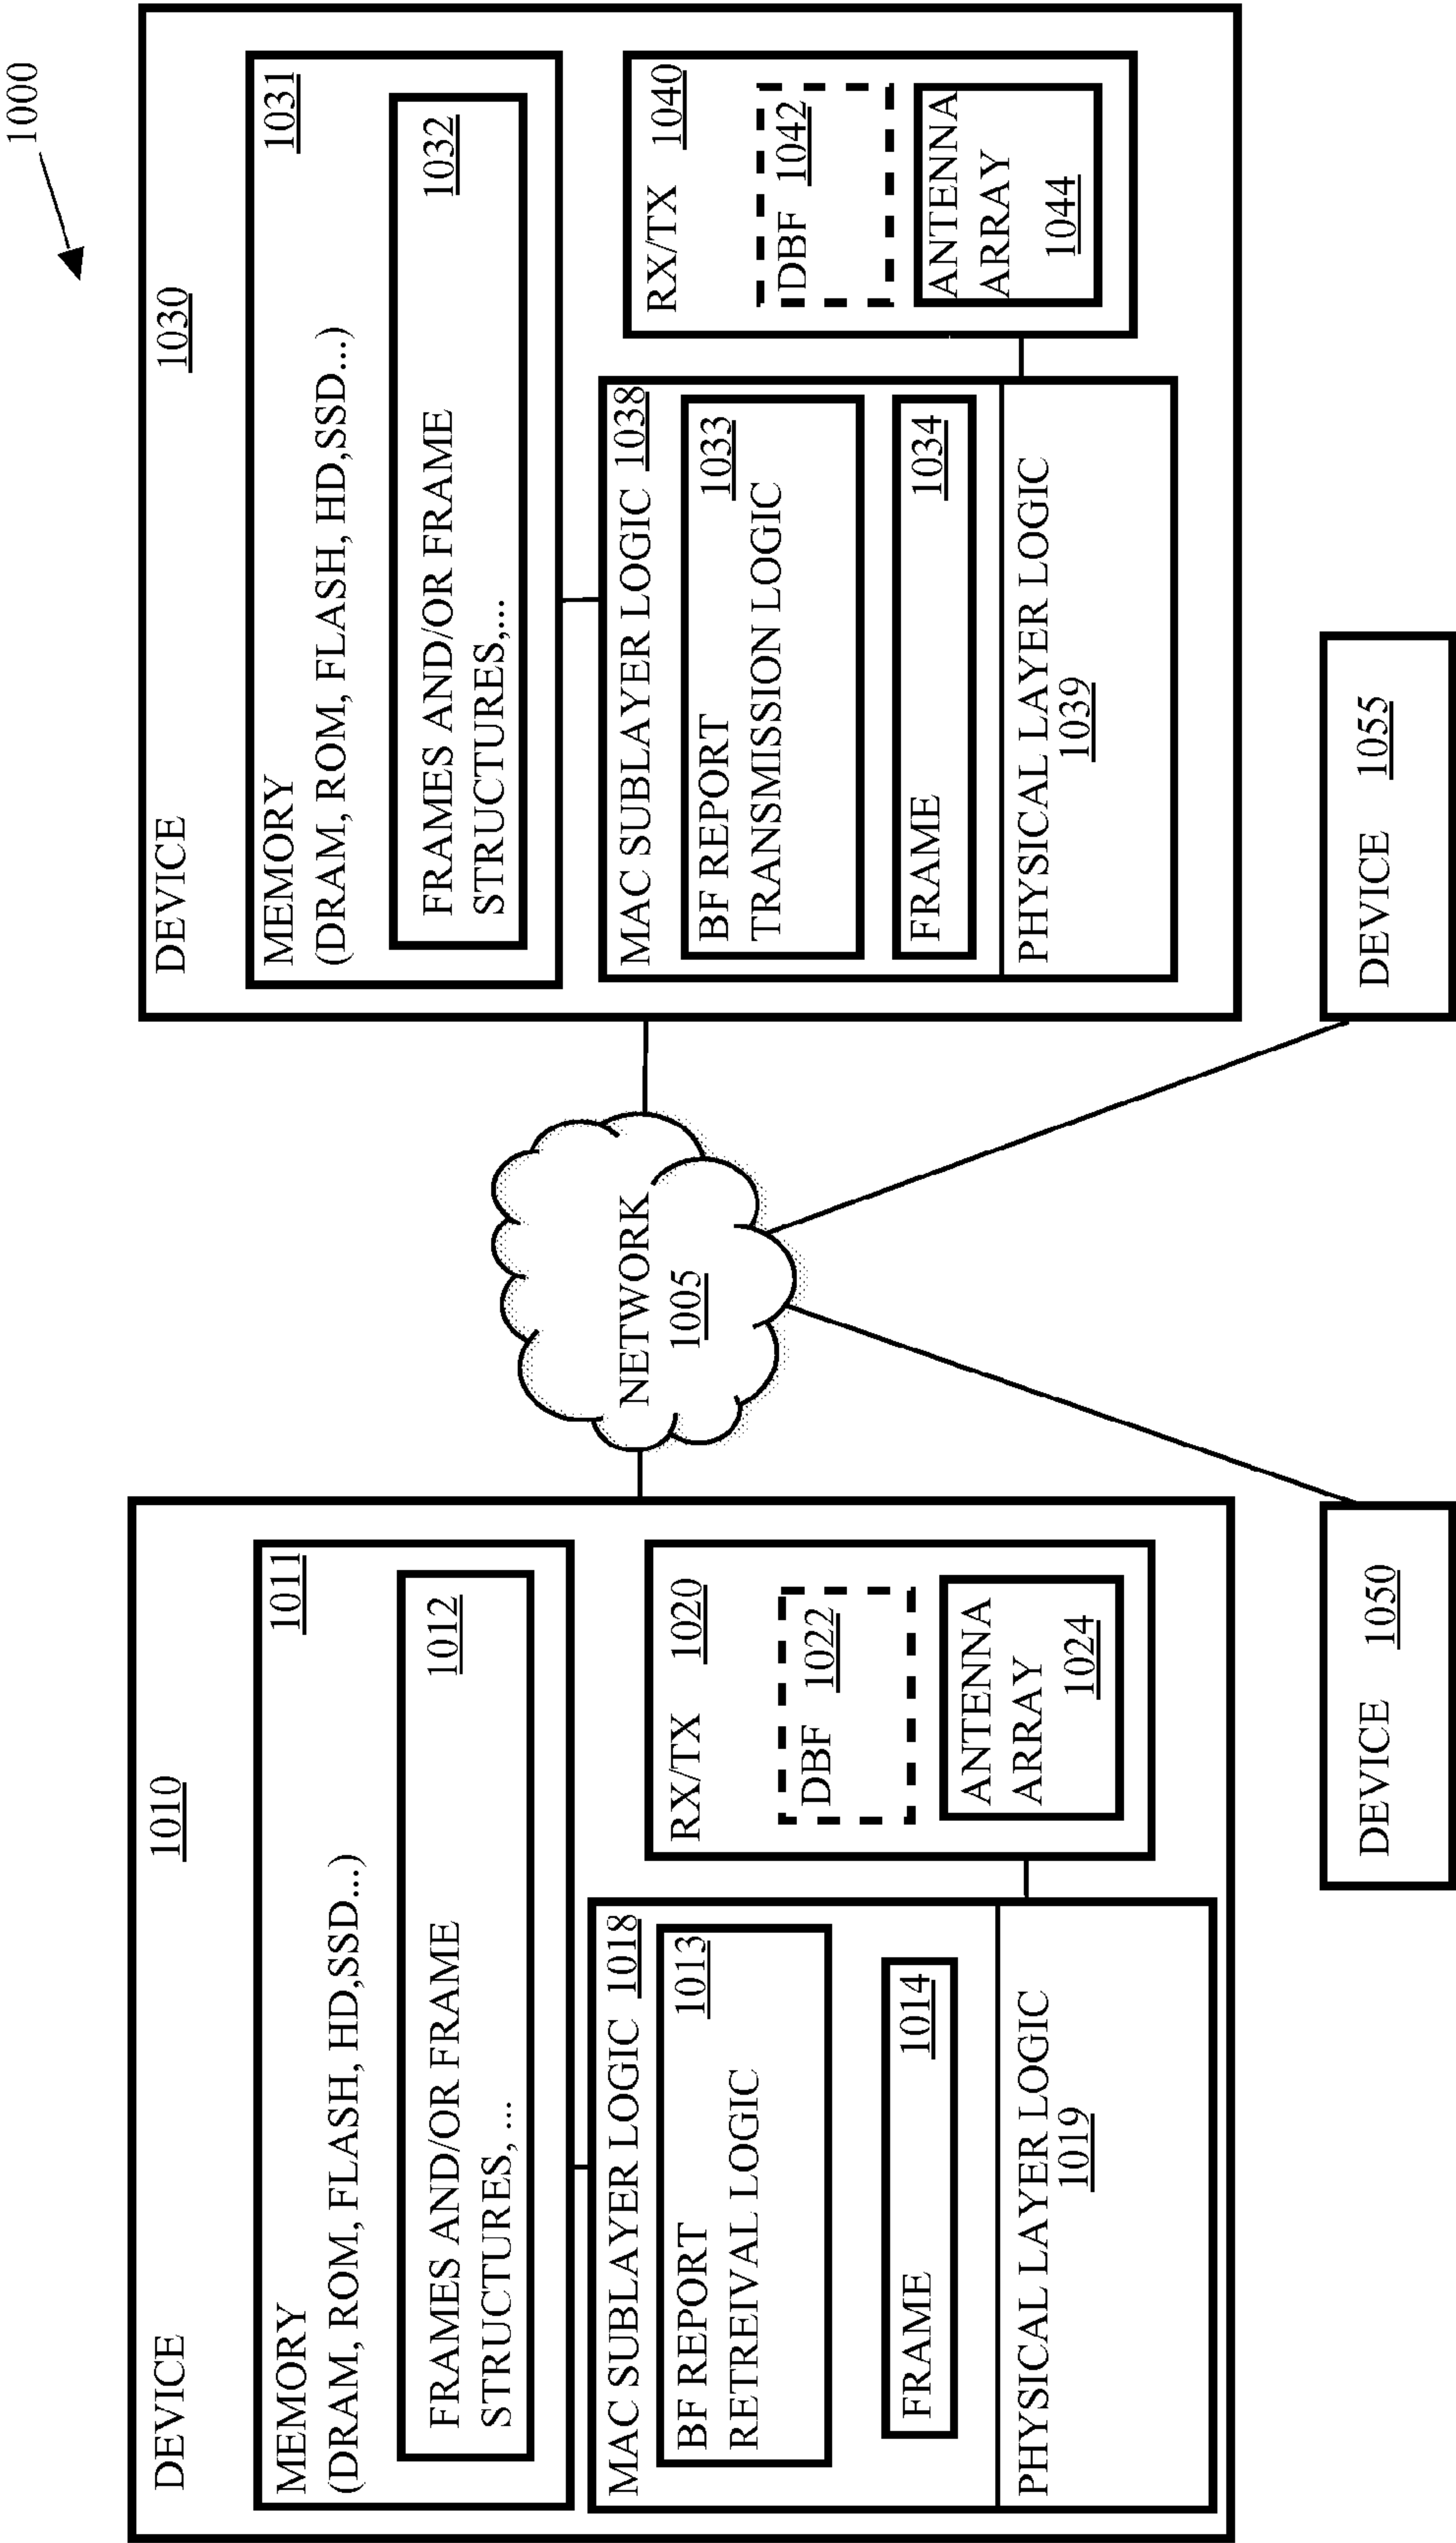 1000
DEVICE 1010
MEMORY 1011
(DRAM, ROM, FLASH, HD,SSD...)
FRAMES AND/OR FRAME 1012
STRUCTURES, ...
MAC SUBLAYER LOGIC 1018
BF REPORT 1013
RETREIVAL LOGIC
FRAME 1014
PHYSICAL LAYER LOGIC
1019
RX/TX 1020
DBF 1022
ANTENNA
ARRAY 1024
NETWORK
1005
DEVICE 1030
MEMORY 1031
(DRAM, ROM, FLASH, HD,SSD...)
FRAMES AND/OR FRAME 1032
STRUCTURES,...
MAC SUBLAYER LOGIC 1038
BF REPORT 1033
TRANSMISSION LOGIC
FRAME 1034
PHYSICAL LAYER LOGIC
1039
RX/TX 1040
DBF 1042
ANTENNA
ARRAY
1044
DEVICE 1050
DEVICE 1055